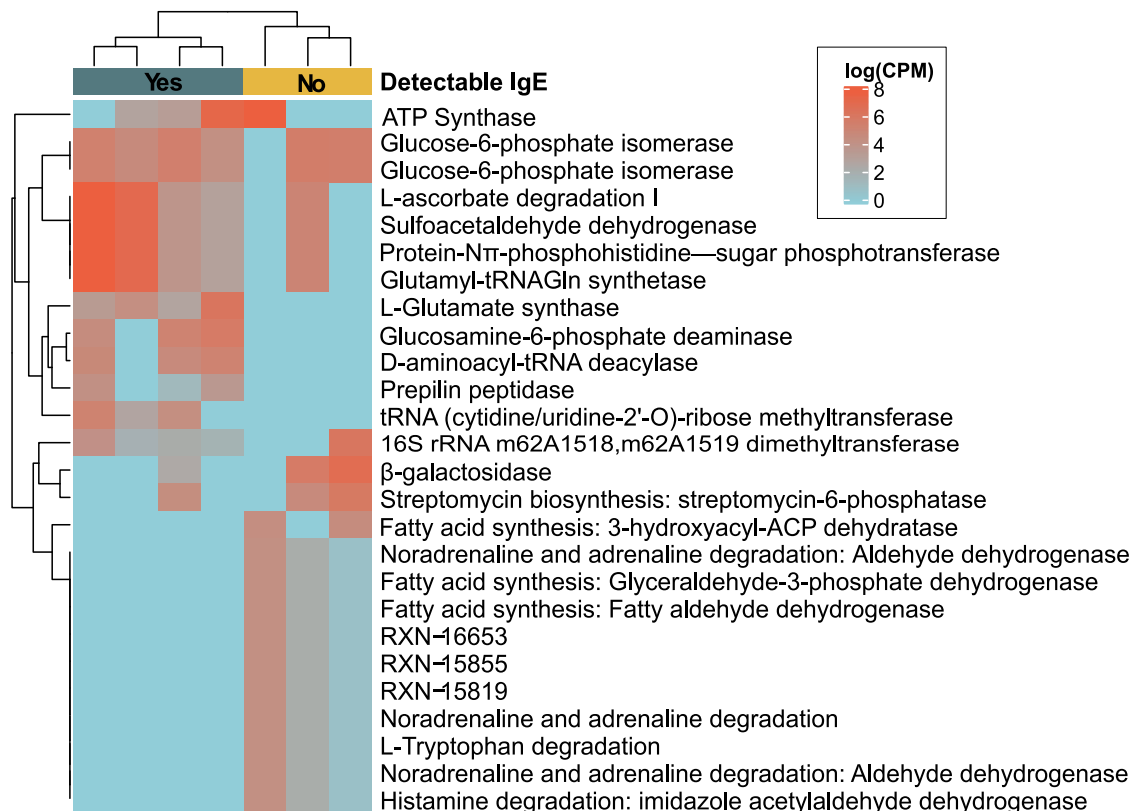 Yes
No
Detectable IgE
log(CPM)
8
6
4
2
0
ATP Synthase
Glucose-6-phosphate isomerase
Glucose-6-phosphate isomerase
L-ascorbate degradation I
Sulfoacetaldehyde dehydrogenase
Protein-Nπ-phosphohistidine—sugar phosphotransferase
Glutamyl-tRNAGln synthetase
L-Glutamate synthase
Glucosamine-6-phosphate deaminase
D-aminoacyl-tRNA deacylase
Prepilin peptidase
tRNA (cytidine/uridine-2'-O)-ribose methyltransferase
16S rRNA m62A1518,m62A1519 dimethyltransferase
β-galactosidase
Streptomycin biosynthesis: streptomycin-6-phosphatase
Fatty acid synthesis: 3-hydroxyacyl-ACP dehydratase
Noradrenaline and adrenaline degradation: Aldehyde dehydrogenase
Fatty acid synthesis: Glyceraldehyde-3-phosphate dehydrogenase
Fatty acid synthesis: Fatty aldehyde dehydrogenase
RXN−16653
RXN−15855
RXN−15819
Noradrenaline and adrenaline degradation
L-Tryptophan degradation
Noradrenaline and adrenaline degradation: Aldehyde dehydrogenase
Histamine degradation: imidazole acetylaldehyde dehydrogenase